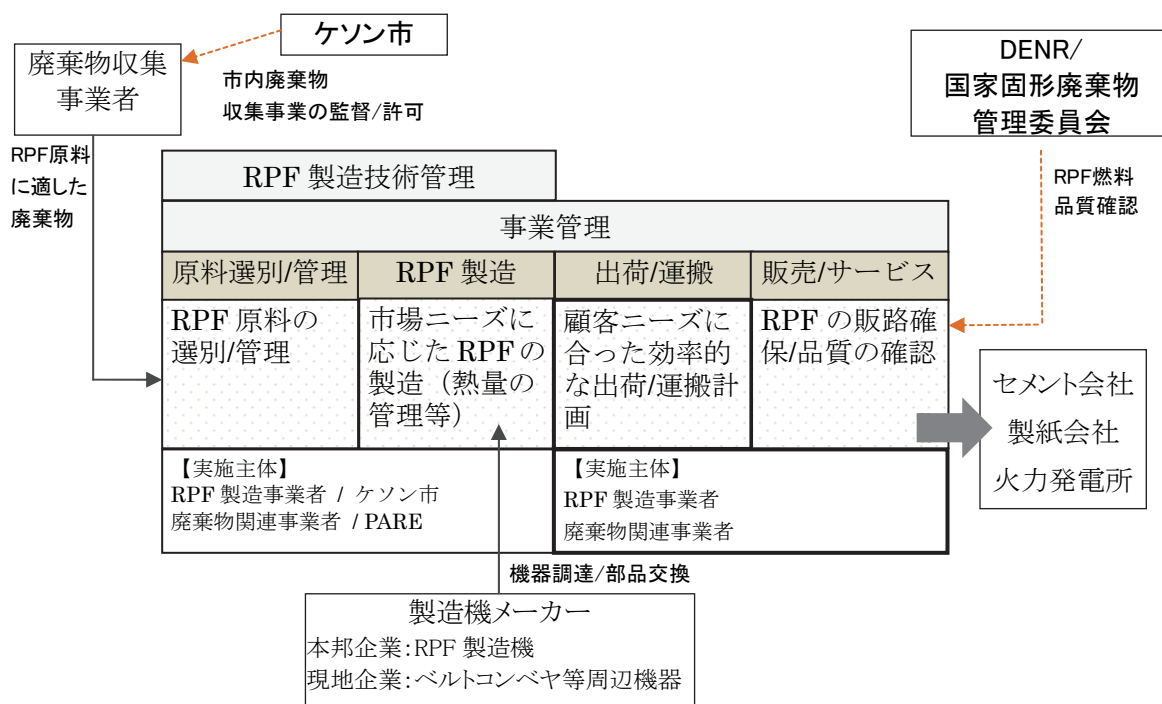 ケソン市
廃棄物収集
事業者
市内廃棄物
収集事業の監督/許可
DENR/
国家固形廃棄物
管理委員会
RPF原料
に適した
廃棄物
RPF燃料
品質確認
RPF 製造技術管理
事業管理
原料選別/管理
RPF 製造
出荷/運搬
販売/サービス
RPF 原料の
選別/管理
市場ニーズに
応じた RPF の
製造（熱量の
管理等）
顧客ニーズに
合った効率的
な出荷/運搬計
画
RPF の販路確
保/品質の確認
セメント会社
製紙会社
火力発電所
【実施主体】
RPF 製造事業者 / ケソン市
廃棄物関連事業者 / PARE
【実施主体】
RPF 製造事業者
廃棄物関連事業者
機器調達/部品交換
製造機メーカー
本邦企業：RPF 製造機
現地企業：ベルトコンベヤ等周辺機器